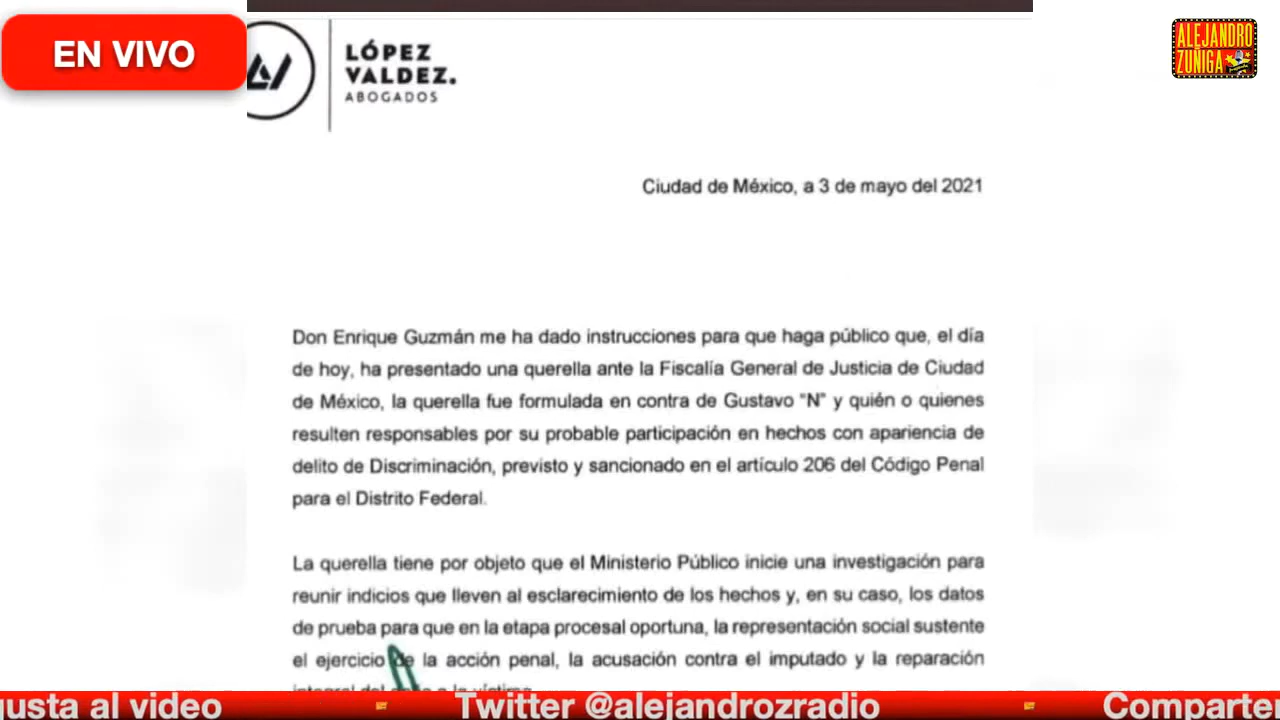 EN VIVO
LÓPEZ
VALDEZ.
ABOGADOS
ALEJANDRO
ZUÑIGA
Ciudad de México, a 3 de mayo del 2021
Don Enrique Guzmán me ha dado instrucciones para que haga público que, el día
de hoy, ha presentado una querella ante la Fiscalía General de Justicia de Ciudad
de México, la querella fue formulada en contra de Gustavo "N" y quién o quienes
resulten responsables por su probable participación en hechos con apariencia de
delito de Discriminación, previsto y sancionado en el artículo 206 del Código Penal
para el Distrito Federal.
La querella tiene por objeto que el Ministerio Público inicie una investigación para
reunir indicios que lleven al esclarecimiento de los hechos y, en su caso, los datos
de prueba para que en la etapa procesal oportuna, la representación social sustente
el ejercicio de la acción penal, la acusación contra el imputado y la reparación
usta al video Twitter @alejandrozradio Comparte